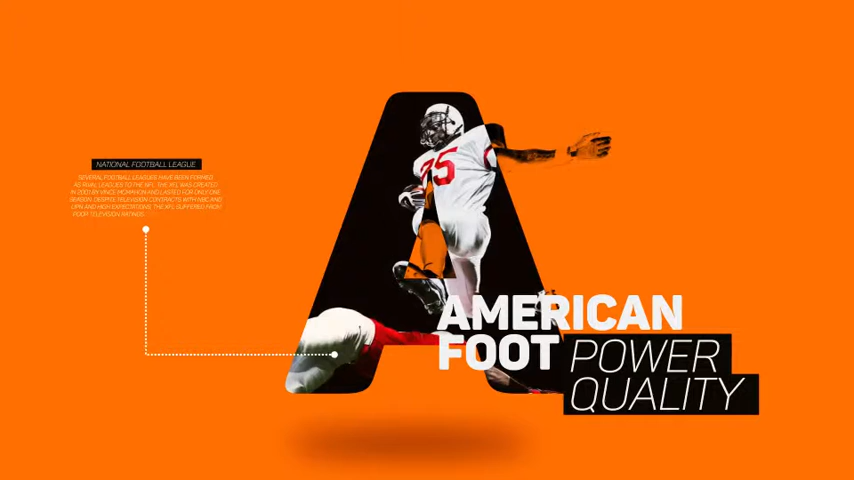 NATIONAL FOOTBALL LEAGUE
SEVERAL FOOTBALL LEAGUES HAVE BEEN FORMED
AS RIVAL LEAGUES TO THE NFL. THE XFL WAS CREATED
IN 2001 BY VINCE MCMAHON AND LASTED FOR ONLY ONE
SEASON. DESPITE TELEVISION CONTRACTS WITH NBC AND
UPN AND HIGH EXPECTATIONS, THE XFL SUFFERED FROM
POOR TELEVISION RATINGS
A
AMERICAN
FOOT POWER
QUALITY